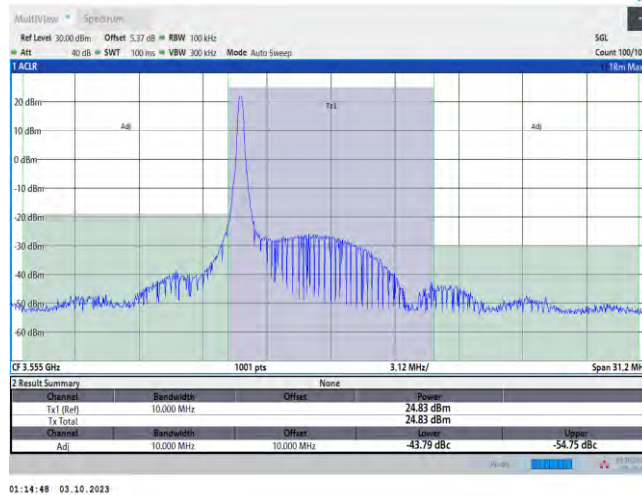 MultiView Spectrum
Ref Level 30.00 dBm Offset 5.37 dB RBW 100 kHz SGL
Att 40 dB SWT 100 ms VBW 300 kHz Mode Auto Sweep Count 100/10
1 ACLR 1Rm Max
20 dBm
Tx1
10 dBm Adj Adj
0 dBm
-10 dBm
-20 dBm
-30 dBm
-40 dBm
-50 dBm
-60 dBm
CF 3.555 GHz 1001 pts 3.12 MHz/ Span 31.2 MH
2 Result Summary None
Channel Bandwidth Offset Power
Tx1 (Ref) 10.000 MHz 24.83 dBm
Tx Total 24.83 dBm
Channel Bandwidth Offset Lower Upper
Adj 10.000 MHz 10.000 MHz -43.79 dBc -54.75 dBc
01:14:48 03.10.2023